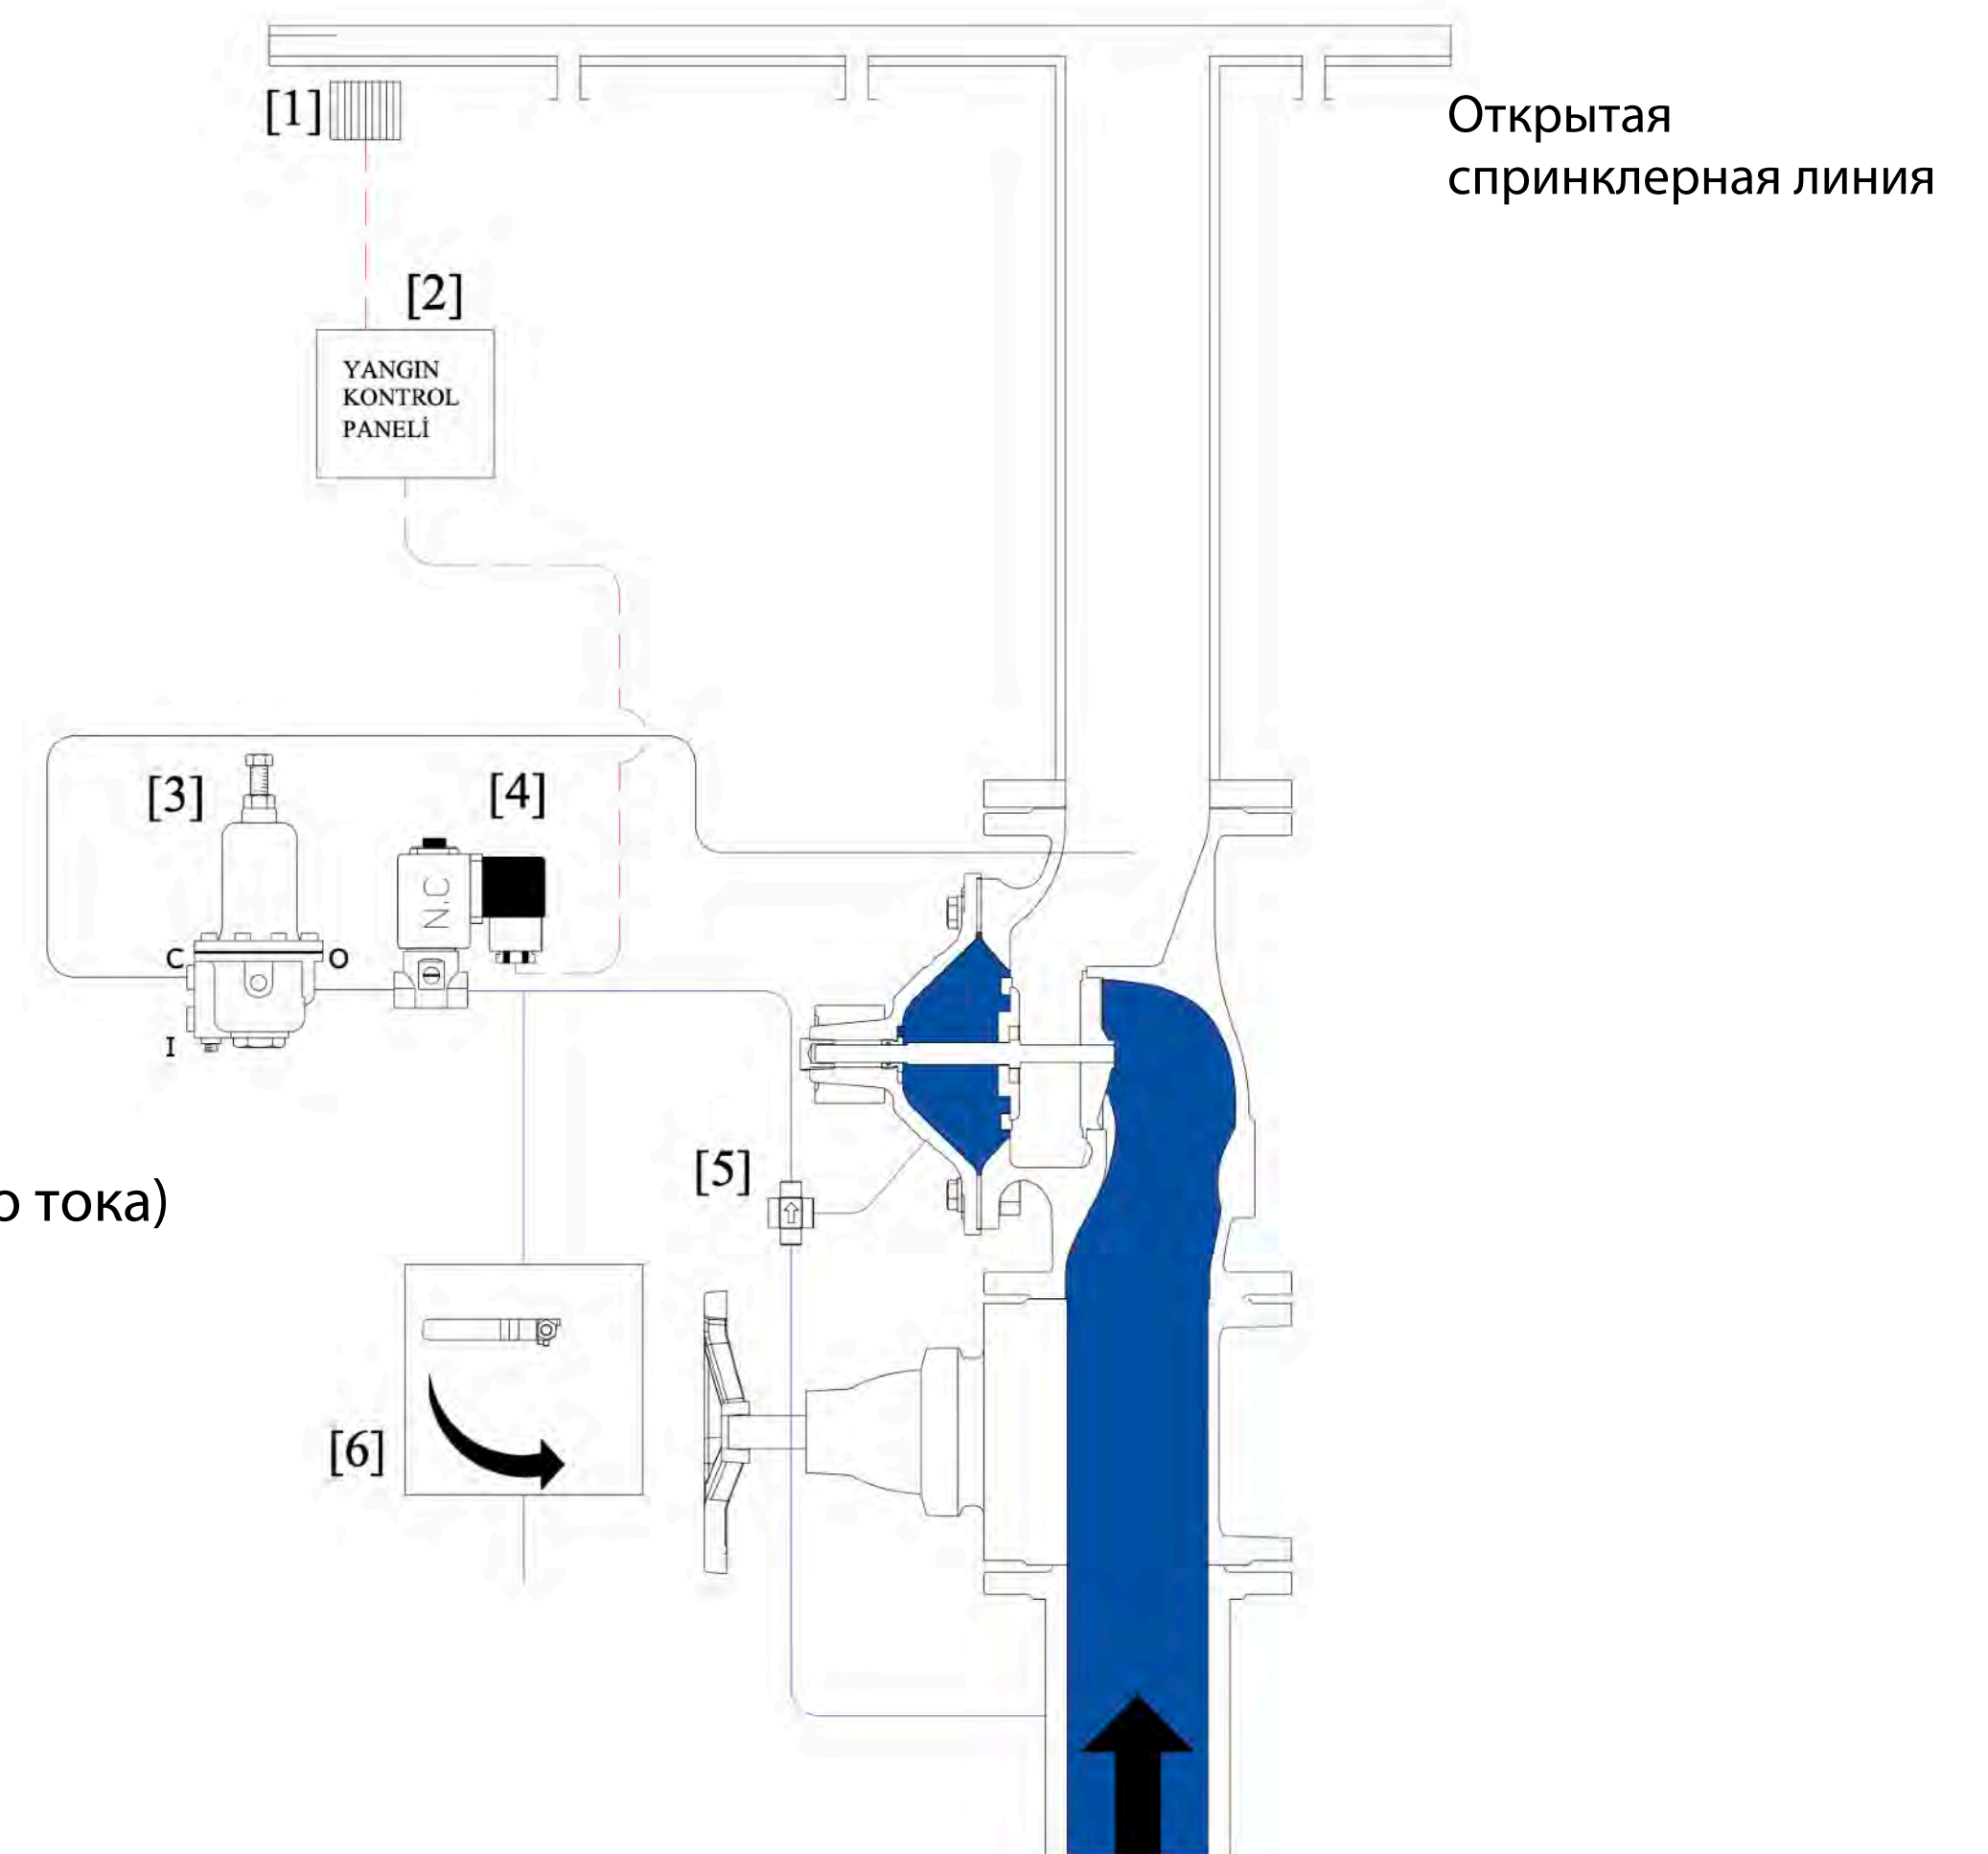 [1]
Открытая
спринклерная линия
[2]
YANGIN
KONTROL
PANELİ
[3]
[4]
N.C
C
O
I
[5]
о тока)
[6]